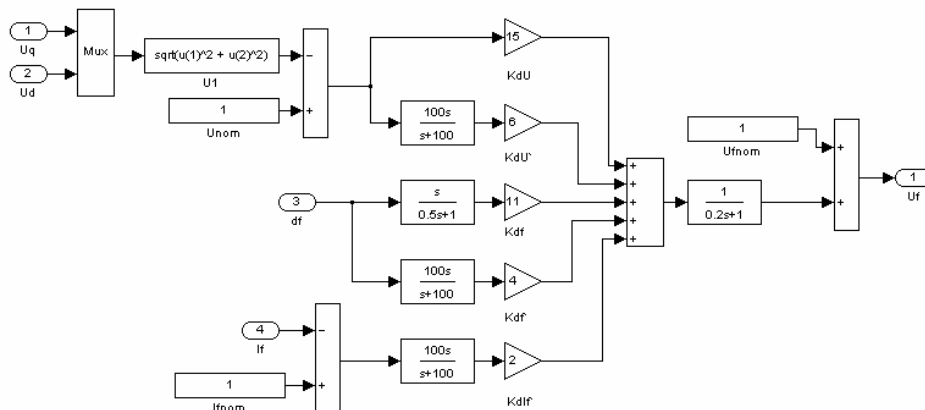 1
Uq
2
Ud
Mux
sqrt(u(1)^2 + u(2)^2)
U1
1
Unom
−
+
15
KdU
100s
s+100
6
KdU`
3
df
s
0.5s+1
11
Kdf
100s
s+100
4
Kdf`
4
If
1
Ifnom
−
+
100s
s+100
2
KdIf`
+
+
+
+
+
1
0.2s+1
1
Ufnom
+
+
1
Uf